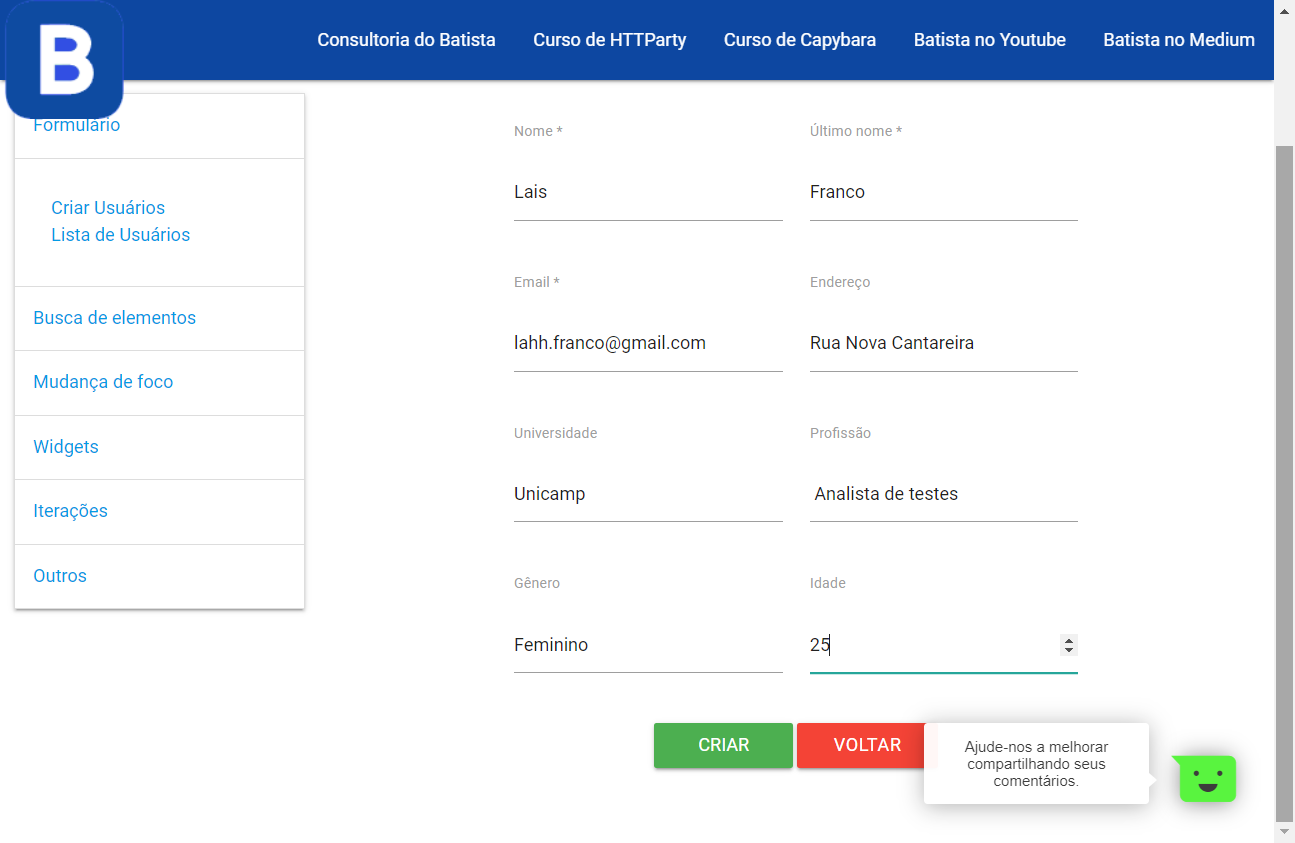 B
Consultoria do Batista
Curso de HTTParty
Curso de Capybara
Batista no Youtube
Batista no Medium
Formulário
Criar Usuários
Lista de Usuários
Busca de elementos
Mudança de foco
Widgets
Iterações
Outros
Nome *
Último nome *
Lais
Franco
Email *
Endereço
lahh.franco@gmail.com
Rua Nova Cantareira
Universidade
Profissão
Unicamp
Analista de testes
Gênero
Idade
Feminino
25
CRIAR
VOLTAR
Ajude-nos a melhorar
compartilhando seus
comentários.